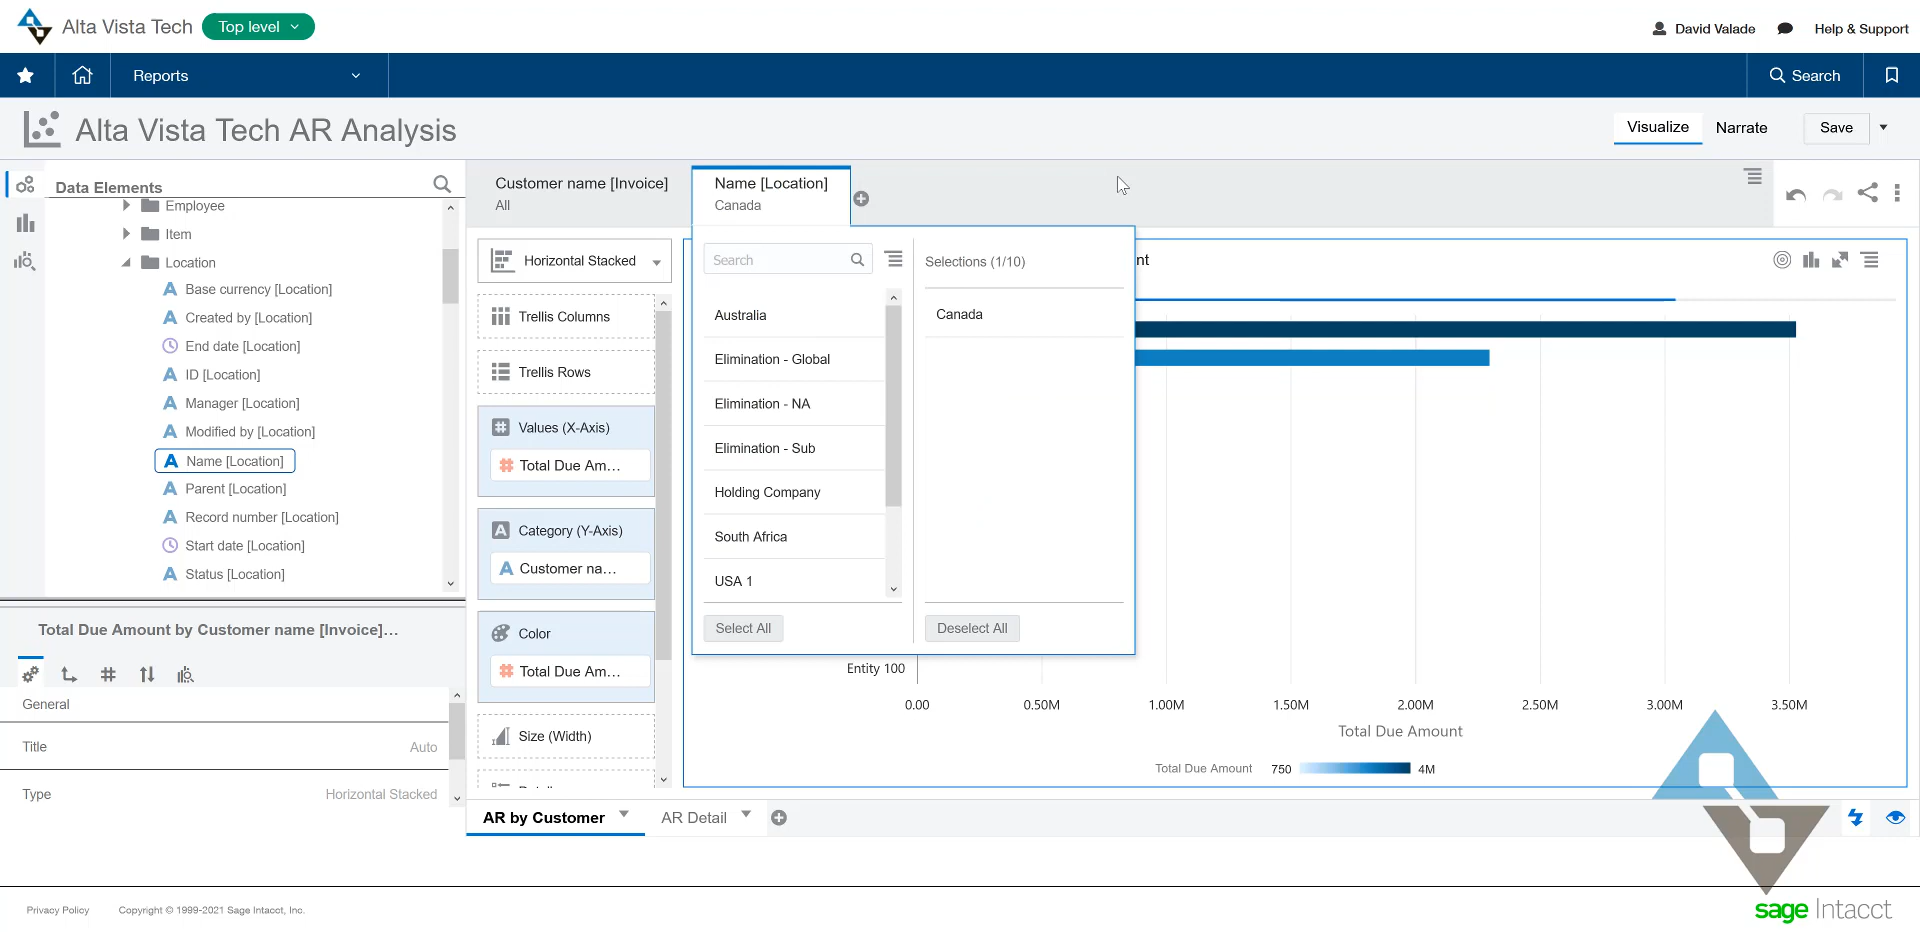 Alta Vista Tech
Top level
David Valade
Help & Support
Reports
Search
Alta Vista Tech AR Analysis
Visualize
Narrate
Save
Data Elements
Employee
Item
Location
Base currency [Location]
Created by [Location]
End date [Location]
ID [Location]
Manager [Location]
Modified by [Location]
Name [Location]
Parent [Location]
Record number [Location]
Start date [Location]
Status [Location]
Total Due Amount by Customer name [Invoice]…
General
Title
Auto
Type
Horizontal Stacked
Customer name [Invoice]
All
Name [Location]
Canada
Horizontal Stacked
Trellis Columns
Trellis Rows
Values (X-Axis)
Total Due Am...
Category (Y-Axis)
Customer na...
Color
Total Due Am...
Size (Width)
Search
Australia
Elimination - Global
Elimination - NA
Elimination - Sub
Holding Company
South Africa
USA 1
Select All
Selections (1/10)
Canada
Deselect All
nt
Entity 100
0.00
0.50M
1.00M
1.50M
2.00M
2.50M
3.00M
3.50M
Total Due Amount
Total Due Amount
750
4M
AR by Customer
AR Detail
Privacy Policy
Copyright © 1999-2021 Sage Intacct, Inc.
sage Intacct